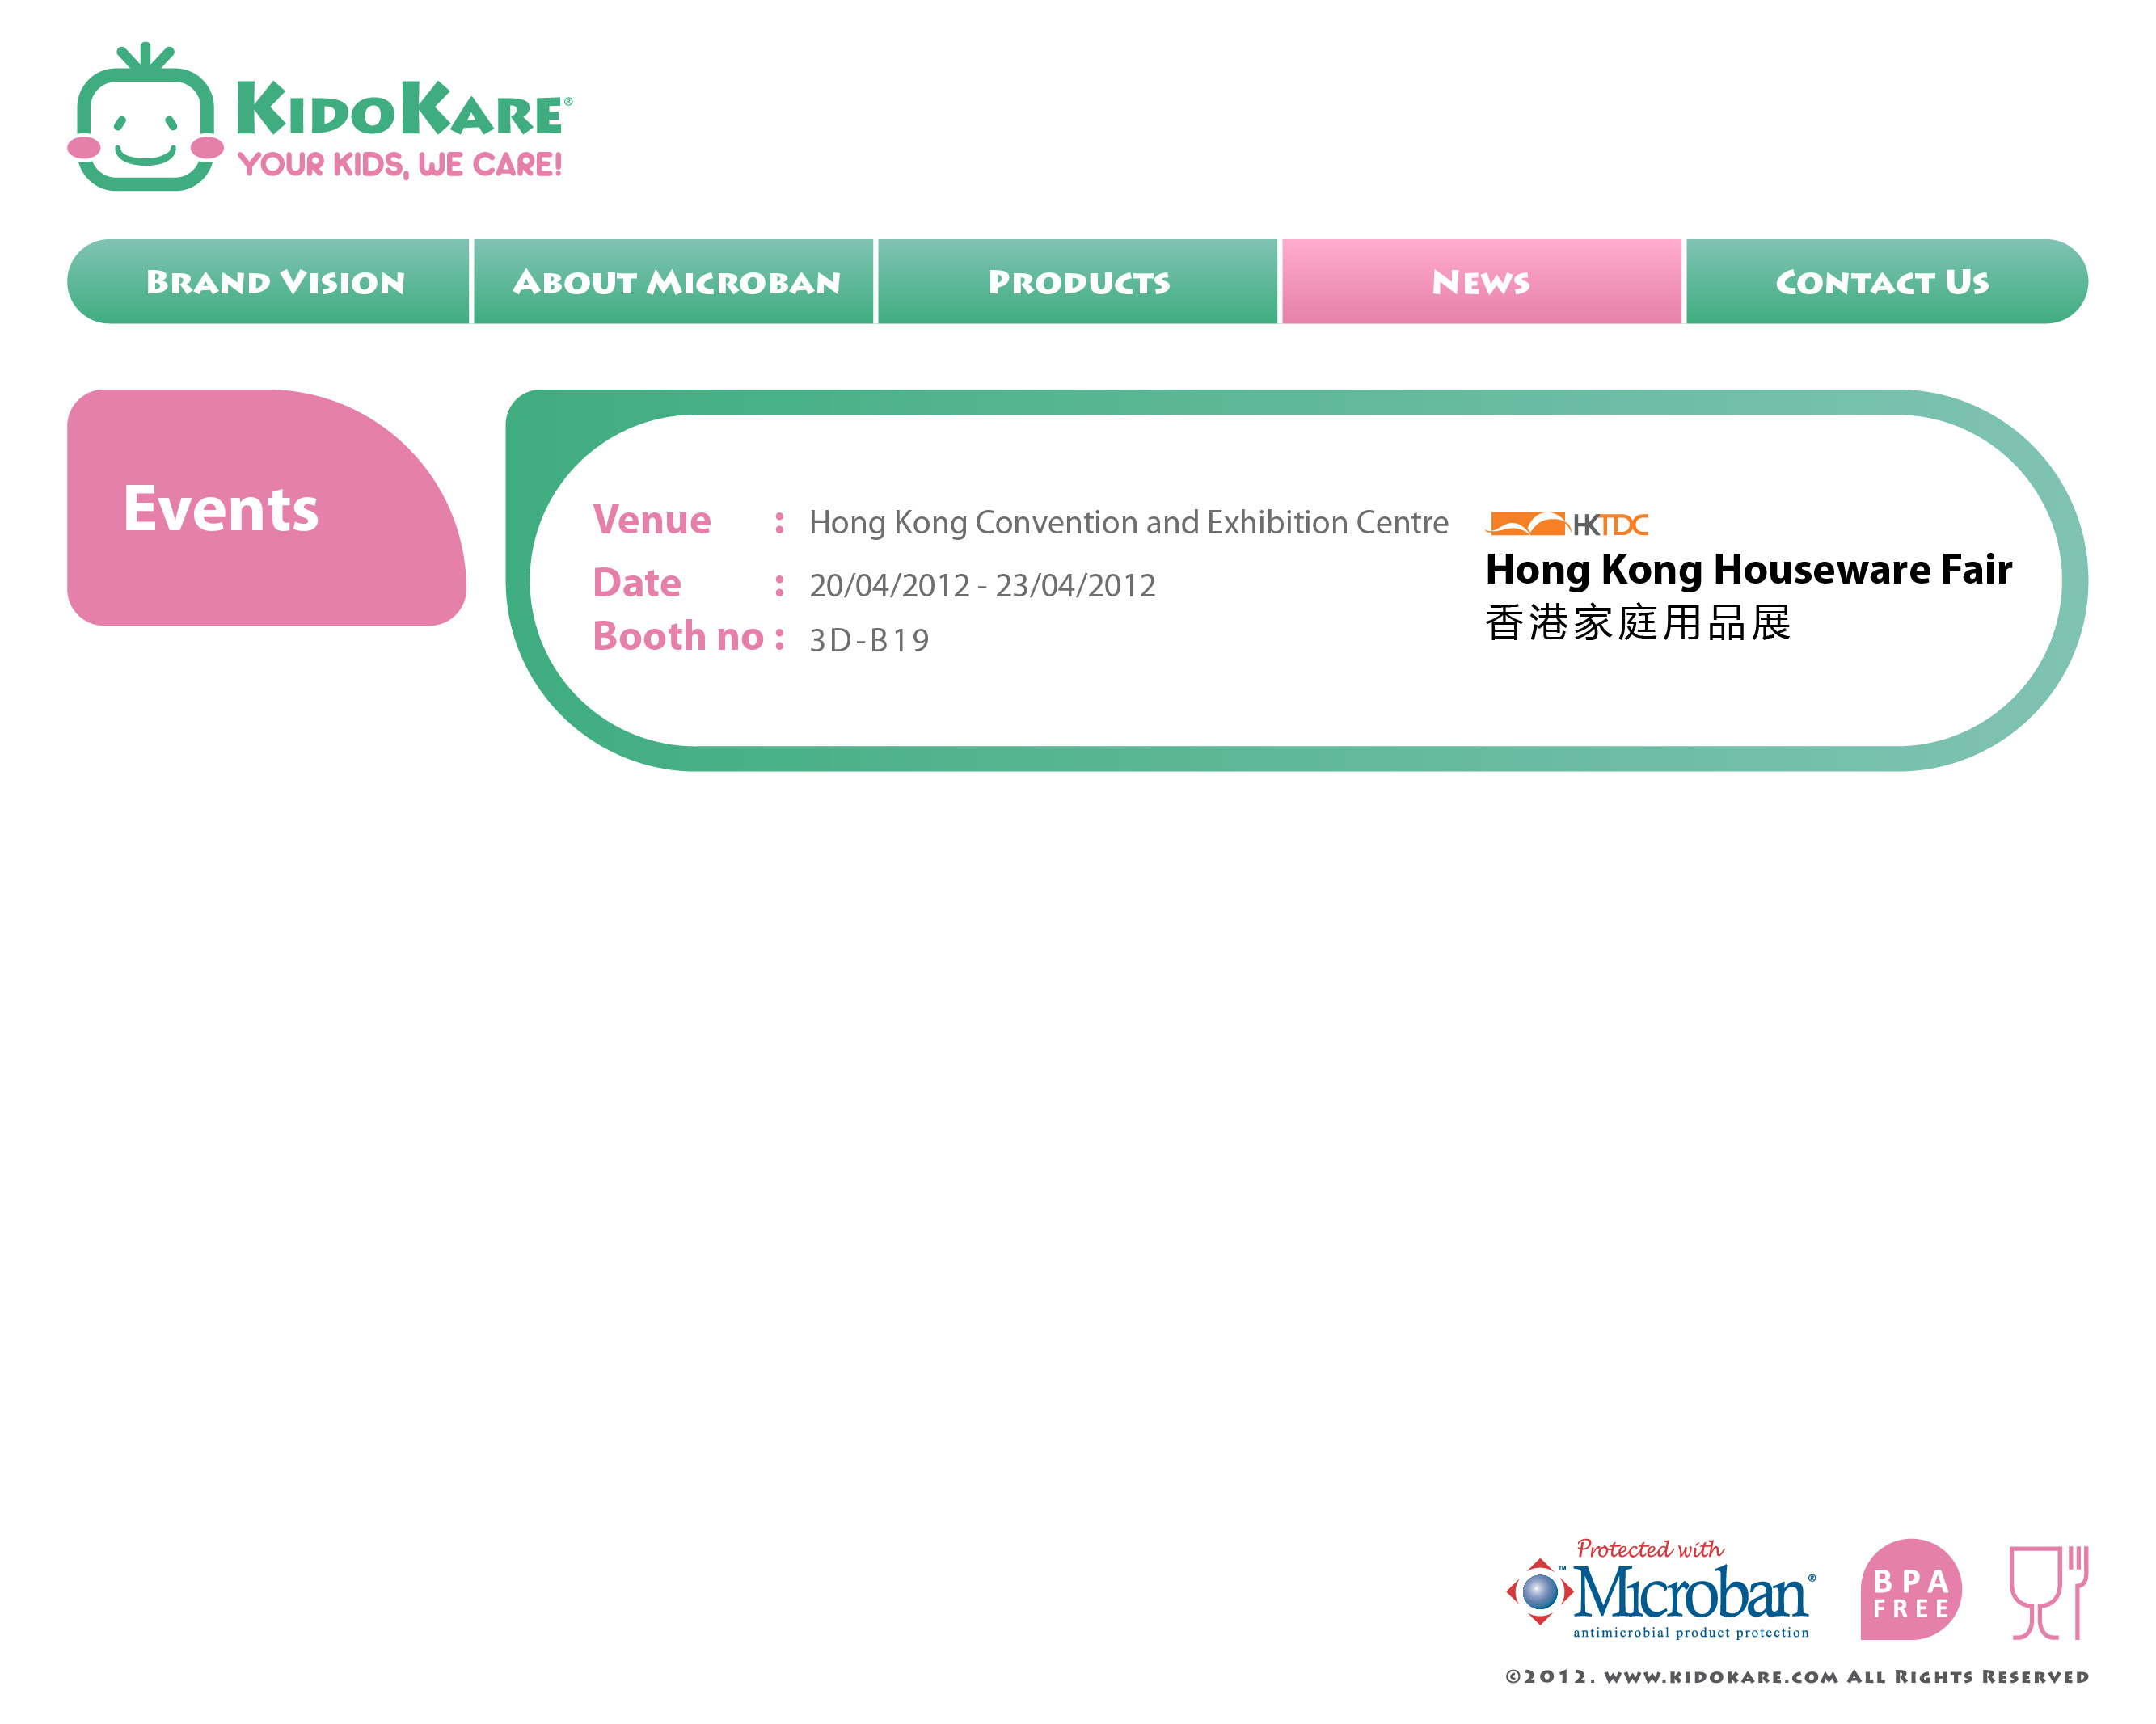 KIDOKARE®
YOUR KIDS, WE CARE!
BRAND VISION
ABOUT MICROBAN
PRODUCTS
NEWS
CONTACT US
Events
Venue : Hong Kong Convention and Exhibition Centre
Date : 20/04/2012 - 23/04/2012
Booth no : 3D-B19
HKTDC
Hong Kong Houseware Fair
香港家庭用品展
Protected with
™Microban®
antimicrobial product protection
BPA
FREE
©2012. WWW.KIDOKARE.COM ALL RIGHTS RESERVED